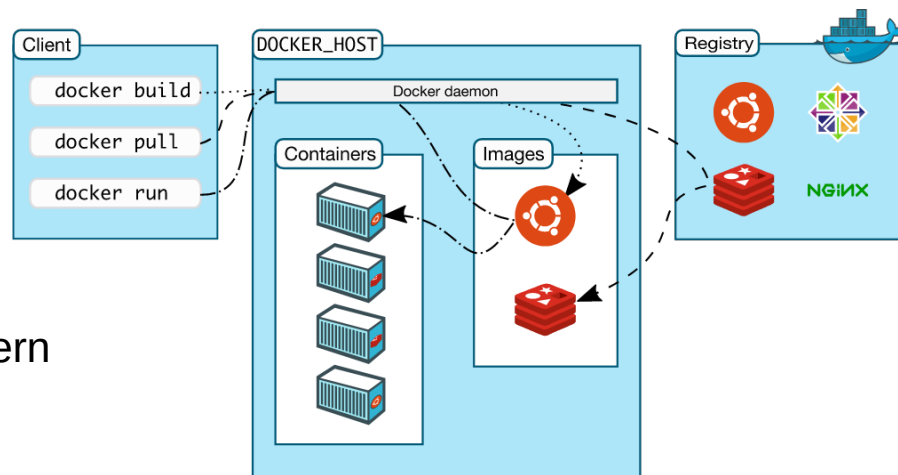 Client
docker build
docker pull
docker run
DOCKER_HOST
Docker daemon
Containers
Images
Registry
NGINX
ern